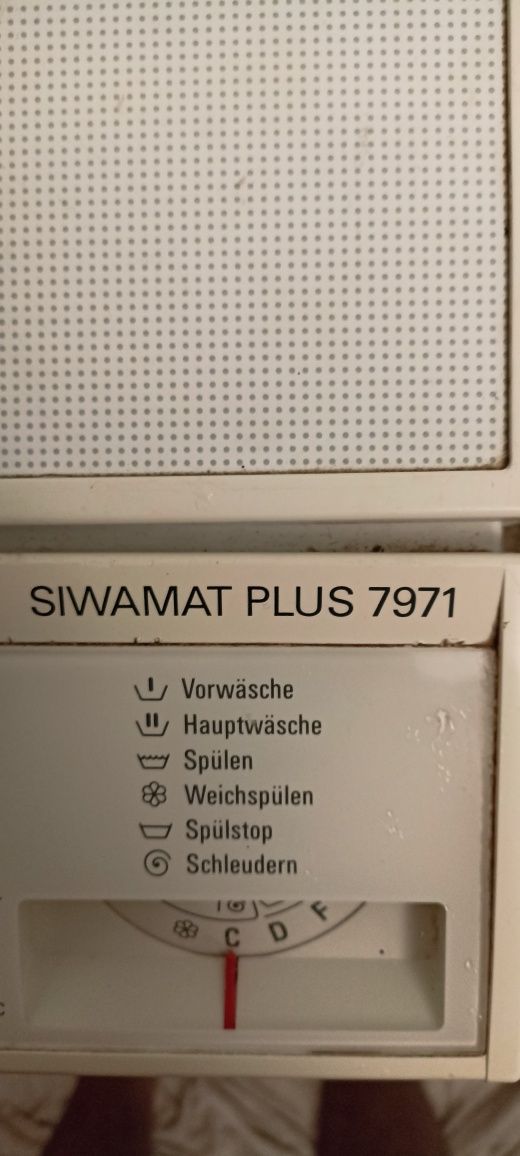 SIWAMAT PLUS 7971
Vorwäsche
Hauptwäsche
Spülen
Weichspülen
Spülstop
Schleudern
C D F
c